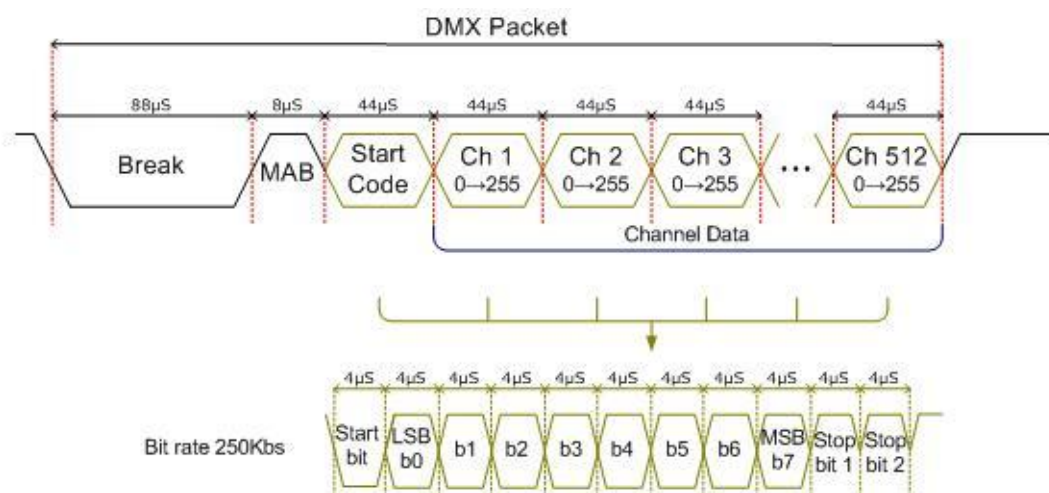 DMX Packet
88µS 8µS 44µS 44µS 44µS 44µS 44µS
Break MAB Start Code Ch 1 0→255 Ch 2 0→255 Ch 3 0→255 ... Ch 512 0→255
Channel Data
4µS 4µS 4µS 4µS 4µS 4µS 4µS 4µS 4µS 4µS 4µS
Bit rate 250Kbs Start bit LSB b0 b1 b2 b3 b4 b5 b6 MSB b7 Stop bit 1 Stop bit 2